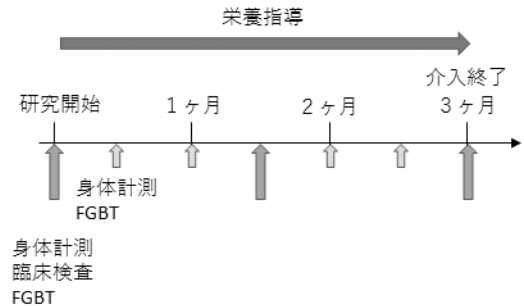 栄養指導
介入終了
研究開始
1ヶ月
2ヶ月
3ヶ月
身体計測
FGBT
身体計測
臨床検査
FGBT